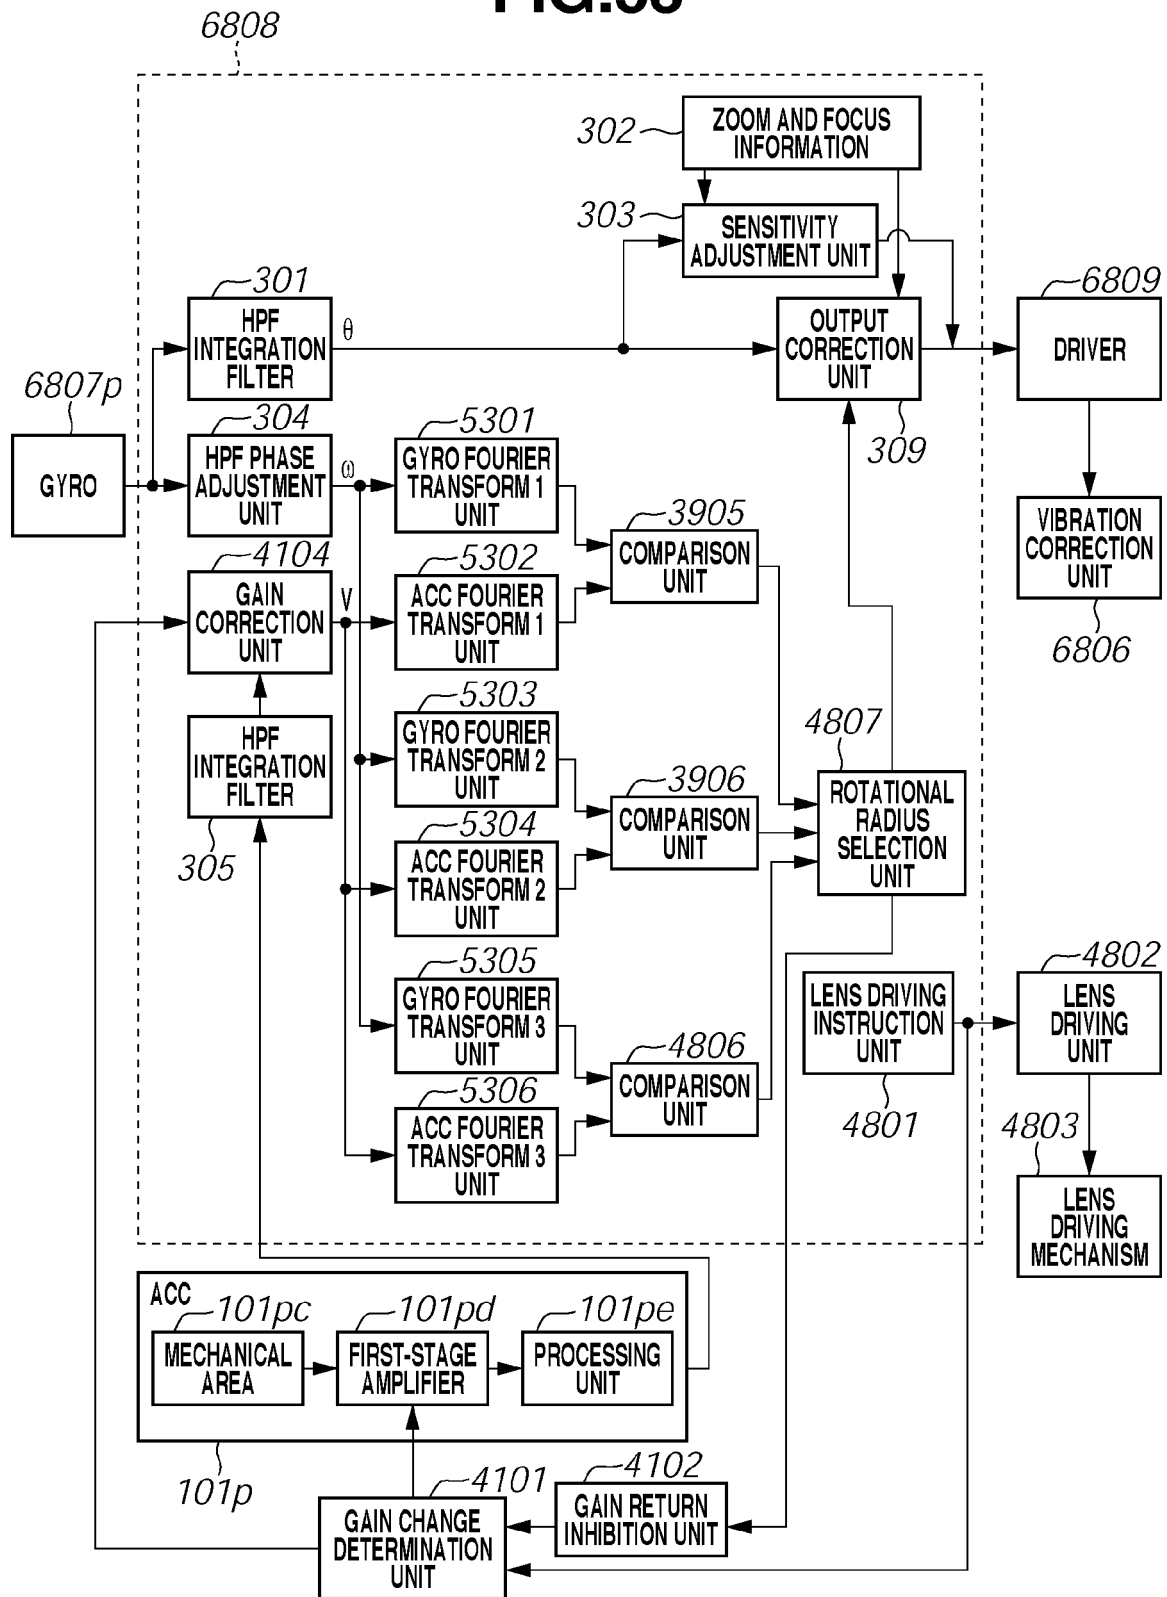 6808
302
ZOOM AND FOCUS
INFORMATION
303
SENSITIVITY
ADJUSTMENT UNIT
301
HPF
INTEGRATION
FILTER
θ
OUTPUT
CORRECTION
UNIT
309
6809
DRIVER
6807p
GYRO
304
HPF PHASE
ADJUSTMENT
UNIT
ω
5301
GYRO FOURIER
TRANSFORM 1
UNIT
3905
COMPARISON
UNIT
VIBRATION
CORRECTION
UNIT
6806
4104
GAIN
CORRECTION
UNIT
V
5302
ACC FOURIER
TRANSFORM 1
UNIT
5303
GYRO FOURIER
TRANSFORM 2
UNIT
305
HPF
INTEGRATION
FILTER
3906
COMPARISON
UNIT
4807
ROTATIONAL
RADIUS
SELECTION
UNIT
5304
ACC FOURIER
TRANSFORM 2
UNIT
5305
GYRO FOURIER
TRANSFORM 3
UNIT
4806
COMPARISON
UNIT
LENS DRIVING
INSTRUCTION
UNIT
4801
4802
LENS
DRIVING
UNIT
5306
ACC FOURIER
TRANSFORM 3
UNIT
4803
LENS
DRIVING
MECHANISM
ACC
101pc
MECHANICAL
AREA
101pd
FIRST-STAGE
AMPLIFIER
101pe
PROCESSING
UNIT
101p
4101
GAIN CHANGE
DETERMINATION
UNIT
4102
GAIN RETURN
INHIBITION UNIT